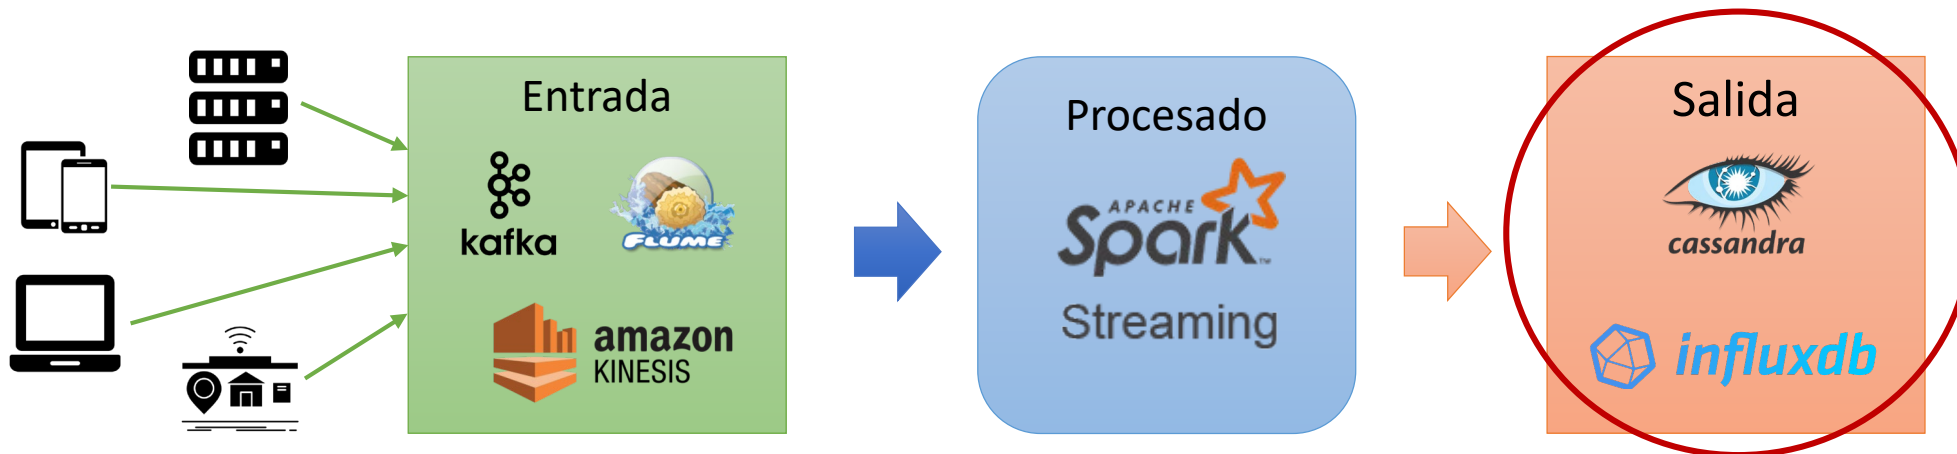 Entrada
kafka
FLUME
amazon
KINESIS
Procesado
APACHE
Spark
Streaming
Salida
cassandra
influxdb